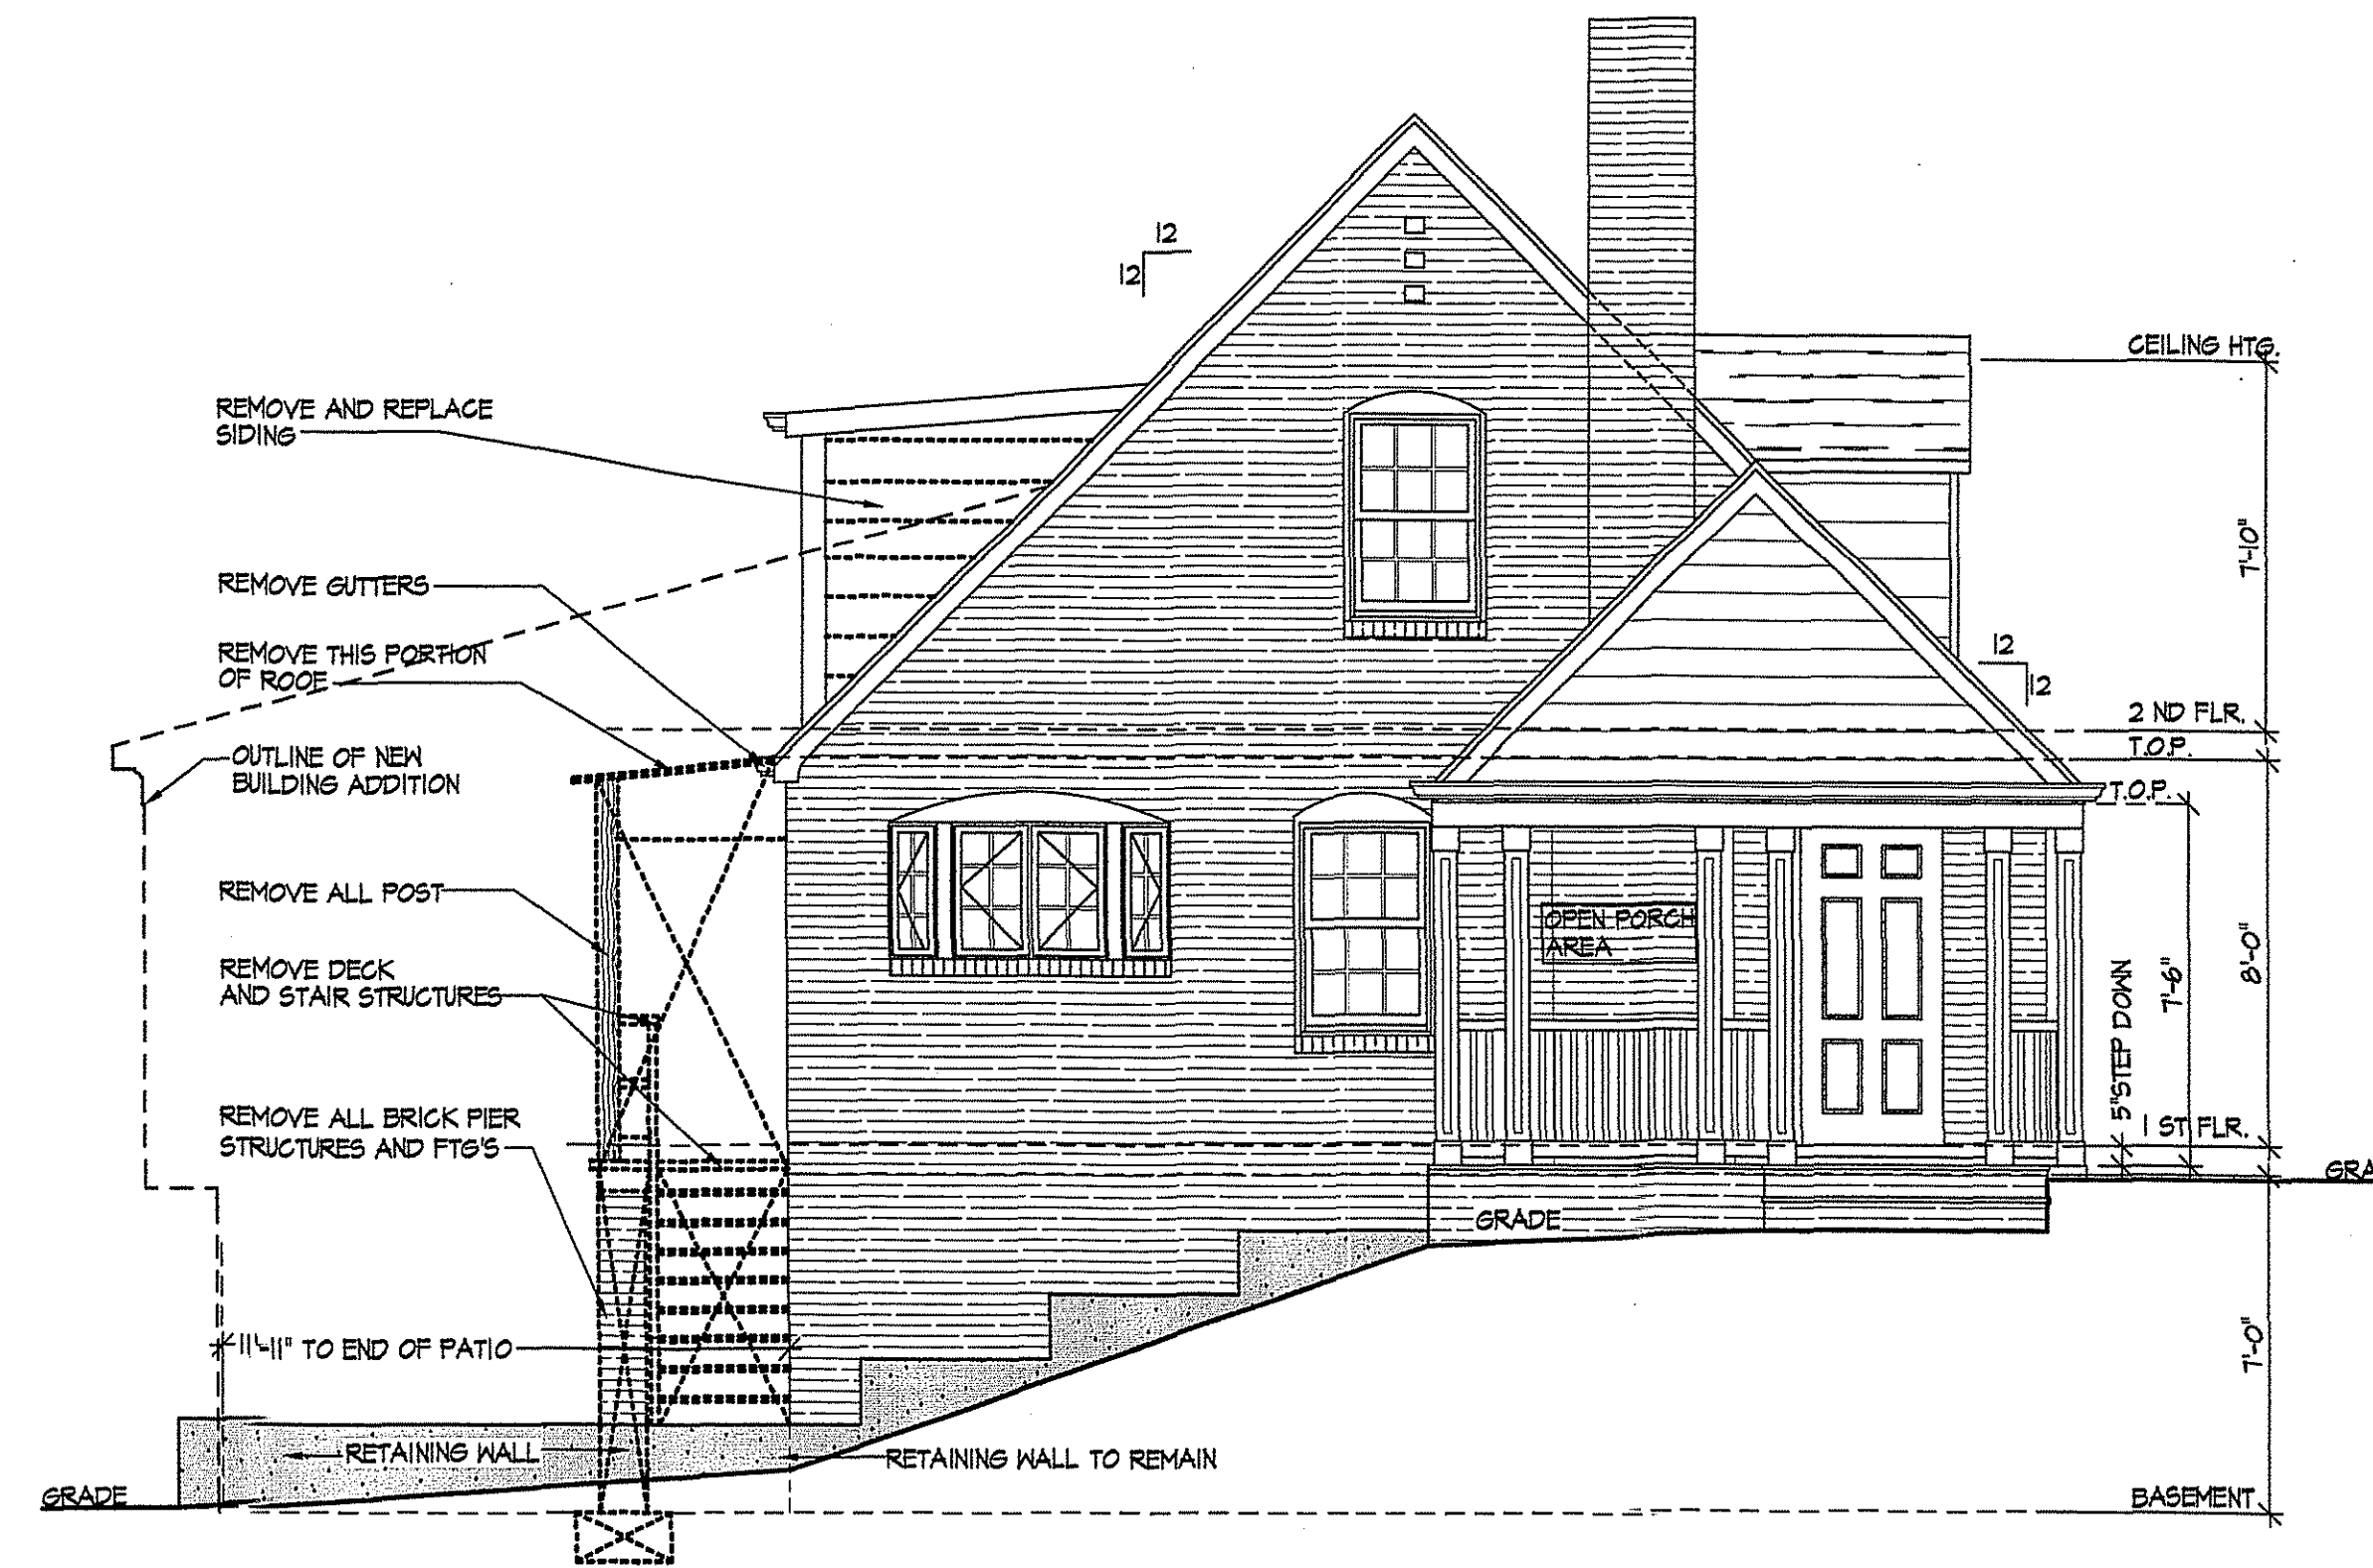 12
12
CEILING HTG.
REMOVE AND REPLACE
SIDING
7'-10"
REMOVE GUTTERS
REMOVE THIS PORTION
OF ROOF
12
12
2 ND FLR.
T.O.P.
OUTLINE OF NEW
BUILDING ADDITION
T.O.P.
REMOVE ALL POST
OPEN PORCH
AREA
8'-0"
7'-6"
5" STEP DOWN
REMOVE DECK
AND STAIR STRUCTURES
REMOVE ALL BRICK PIER
STRUCTURES AND FTG'S
1 ST FLR.
GRA
GRADE
11'-11" TO END OF PATIO
7'-0"
RETAINING WALL
RETAINING WALL TO REMAIN
GRADE
BASEMENT